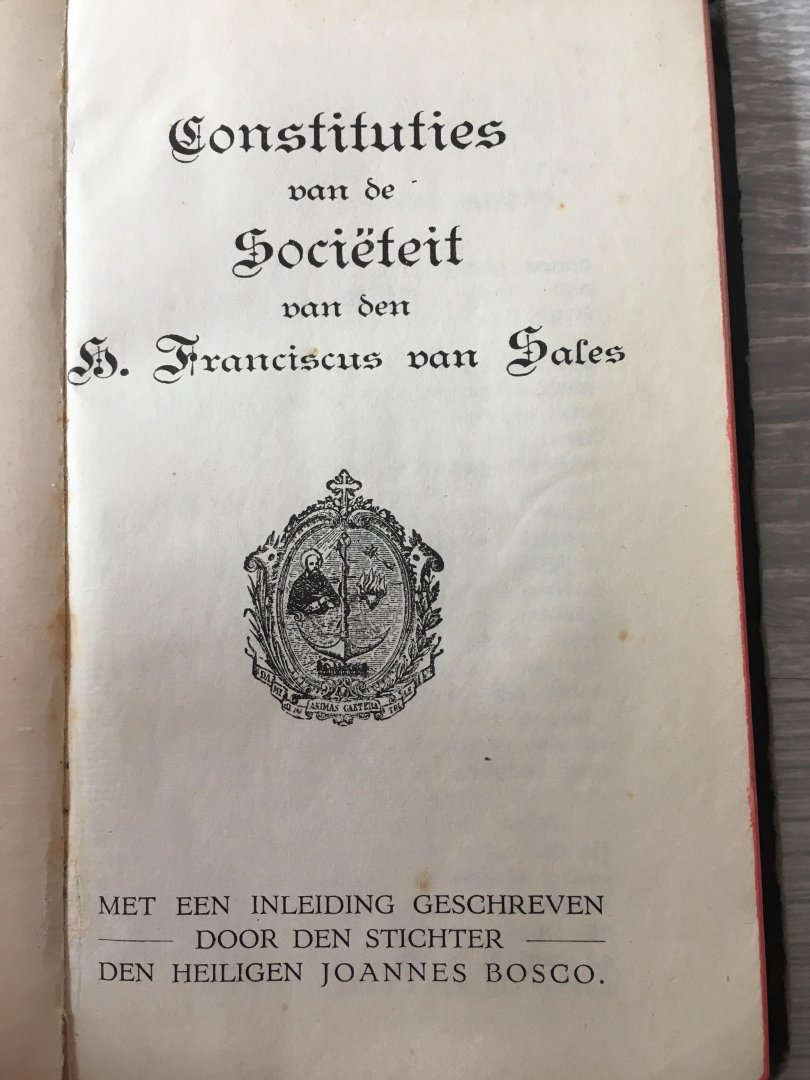 Constituties
van de
Sociëteit
van den
H. Franciscus van Sales
ANIMAS CAETERA
MET EEN INLEIDING GESCHREVEN
DOOR DEN STICHTER
DEN HEILIGEN JOANNES BOSCO.